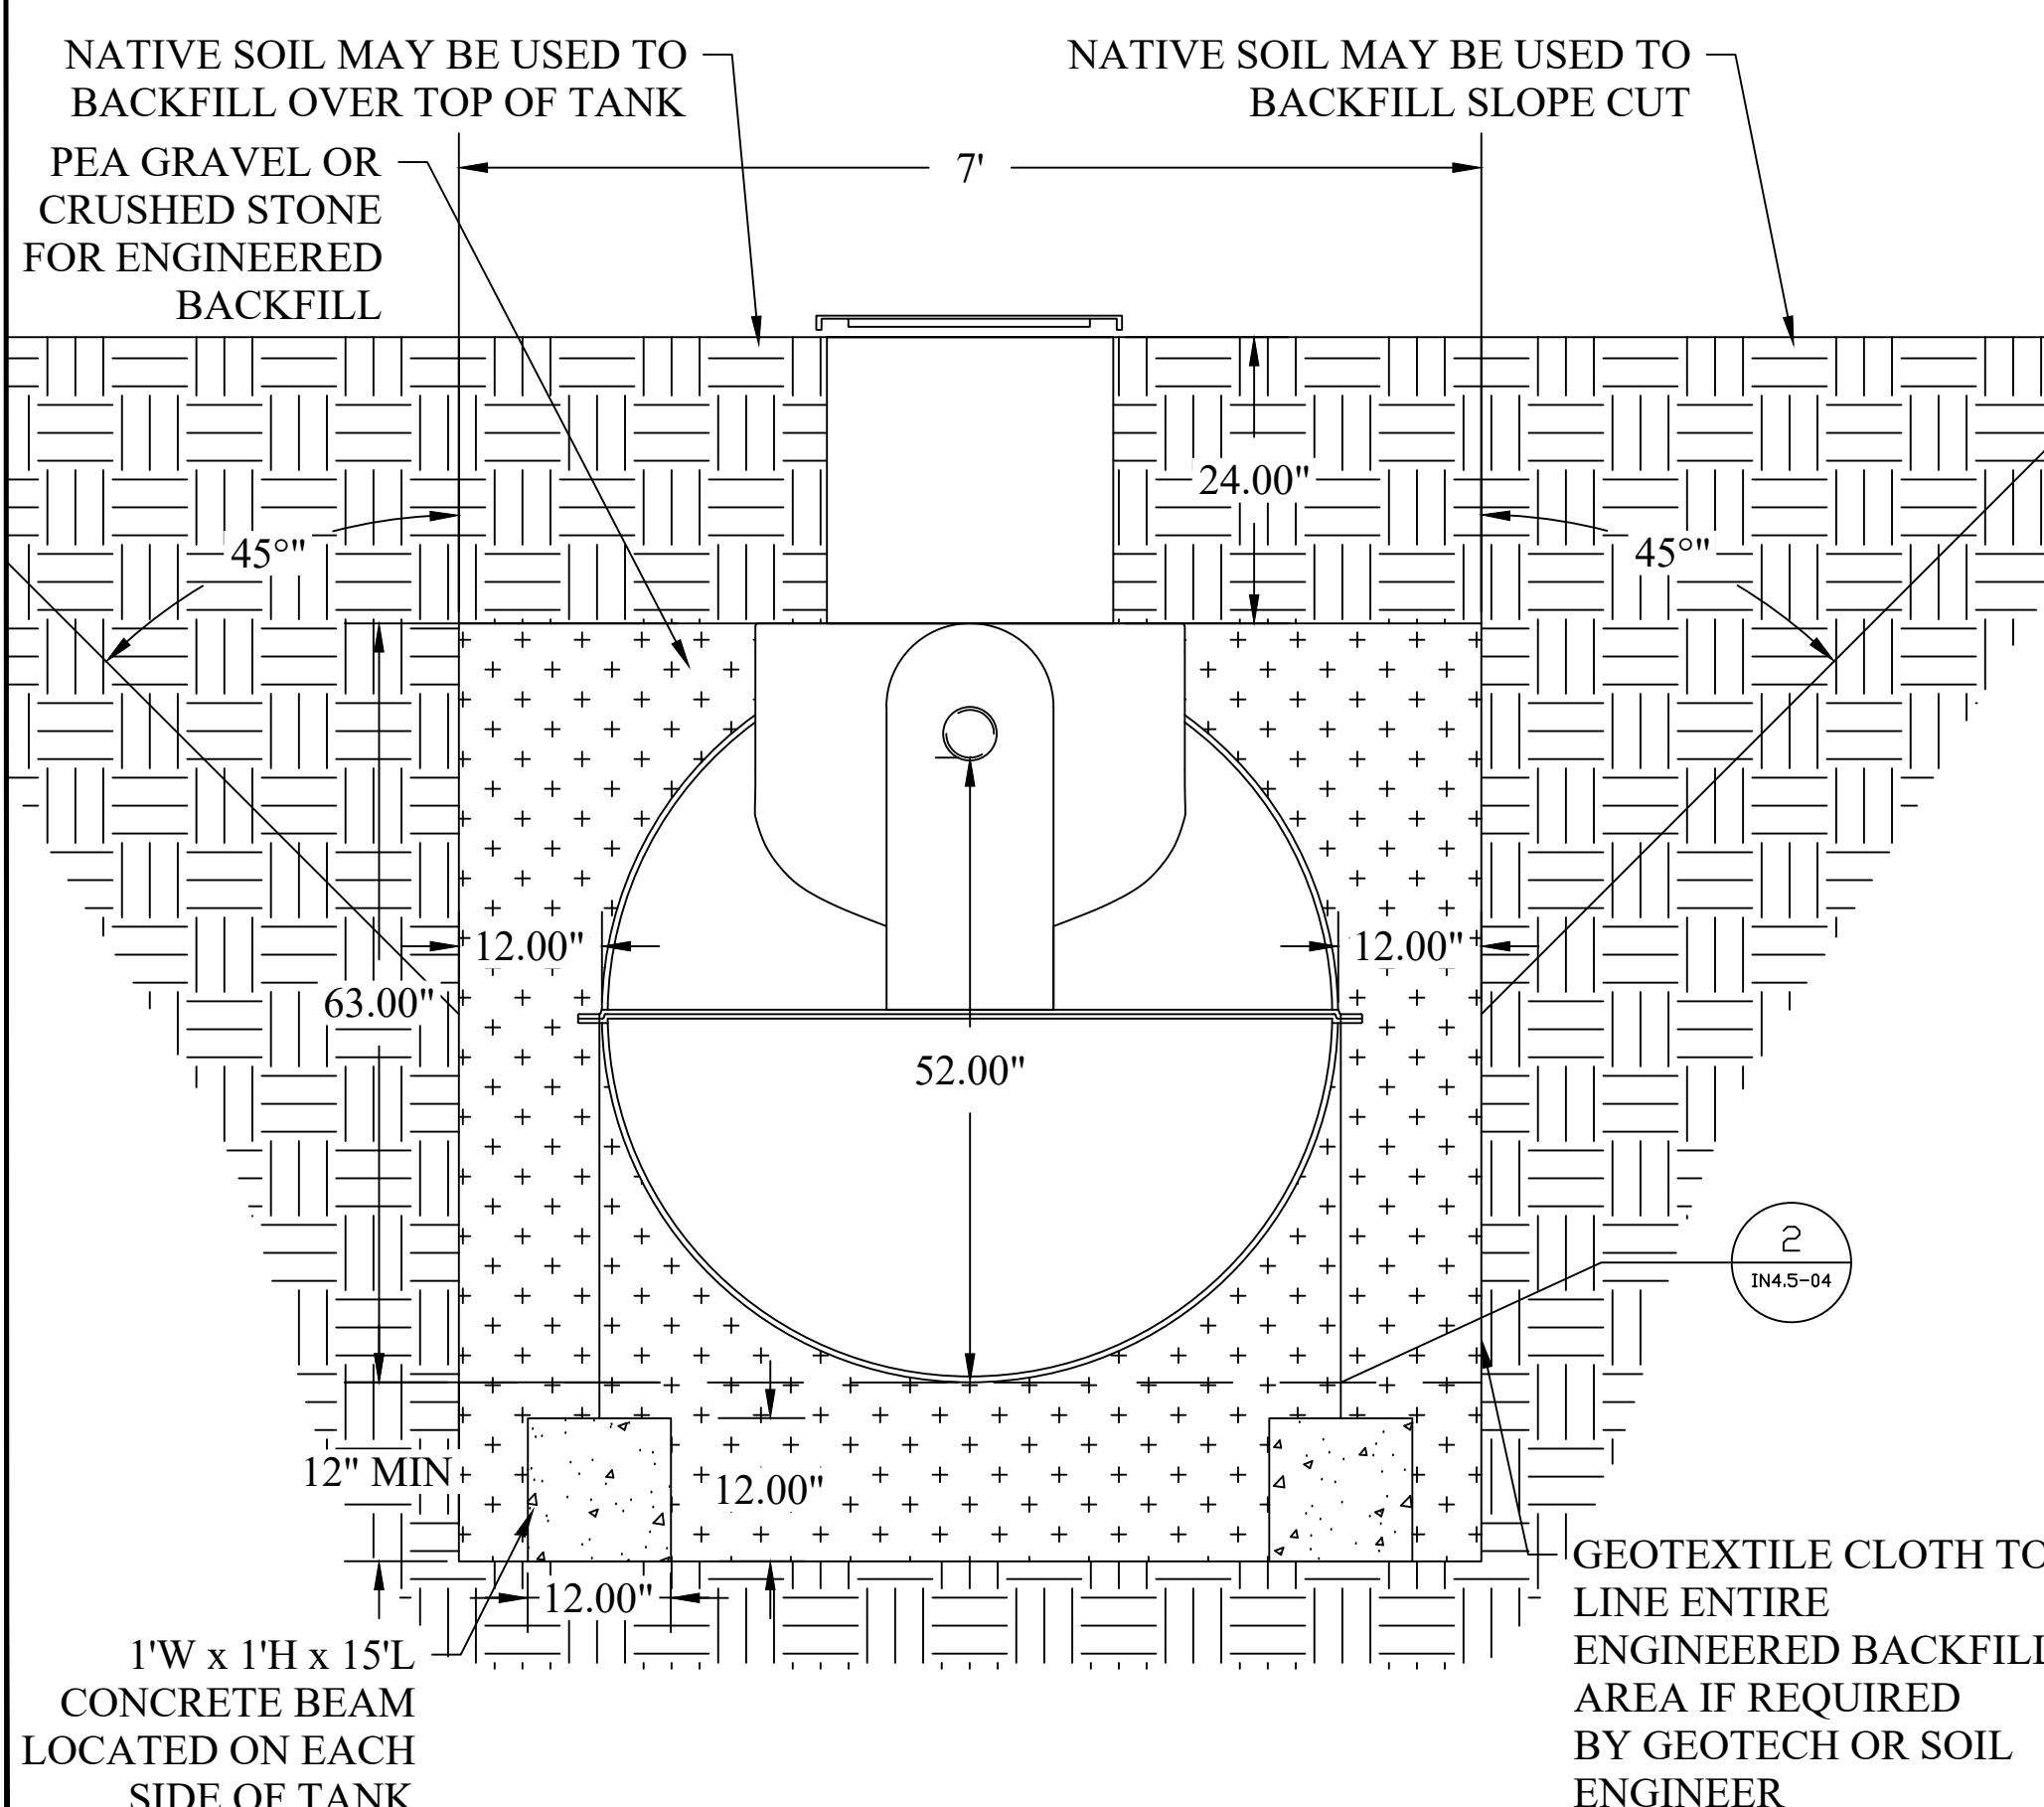 NATIVE SOIL MAY BE USED TO
BACKFILL OVER TOP OF TANK
NATIVE SOIL MAY BE USED TO
BACKFILL SLOPE CUT
PEA GRAVEL OR
CRUSHED STONE
FOR ENGINEERED
BACKFILL
7'
24.00"
45°"
45°"
12.00"
12.00"
63.00"
52.00"
2
IN4.5-04
12" MIN
12.00"
12.00"
1'W x 1'H x 15'L
CONCRETE BEAM
LOCATED ON EACH
SIDE OF TANK
GEOTEXTILE CLOTH TO
LINE ENTIRE
ENGINEERED BACKFILL
AREA IF REQUIRED
BY GEOTECH OR SOIL
ENGINEER